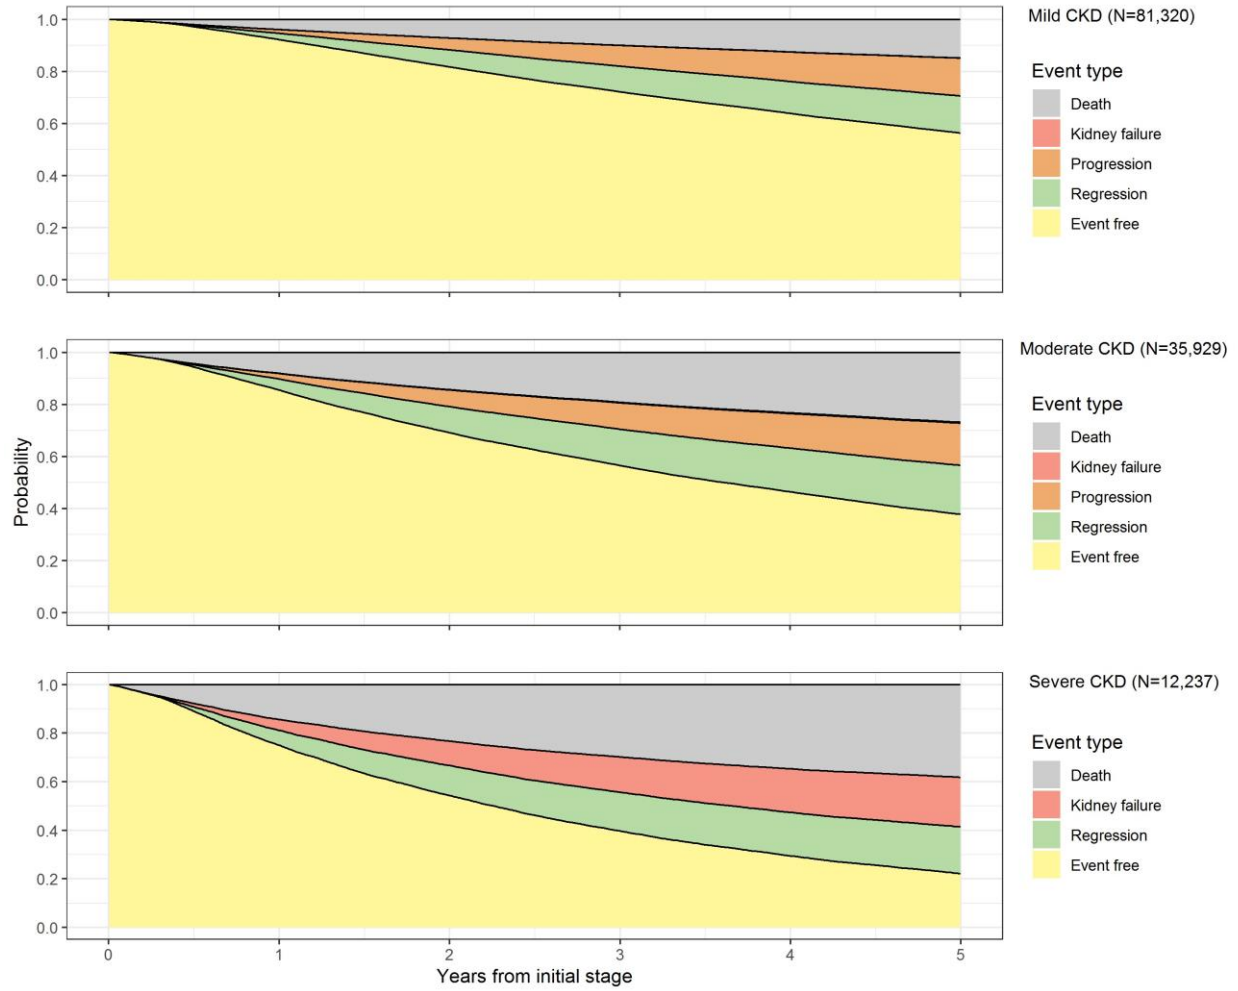 Mild CKD (N=81,320)
1.0
0.8
0.6
0.4
0.2
0.0
Event type
Death
Kidney failure
Progression
Regression
Event free
0
1
2
3
4
5
Moderate CKD (N=35,929)
1.0
0.8
0.6
0.4
0.2
0.0
Probability
Event type
Death
Kidney failure
Progression
Regression
Event free
Severe CKD (N=12,237)
1.0
0.8
0.6
0.4
0.2
0.0
Event type
Death
Kidney failure
Regression
Event free
Years from initial stage